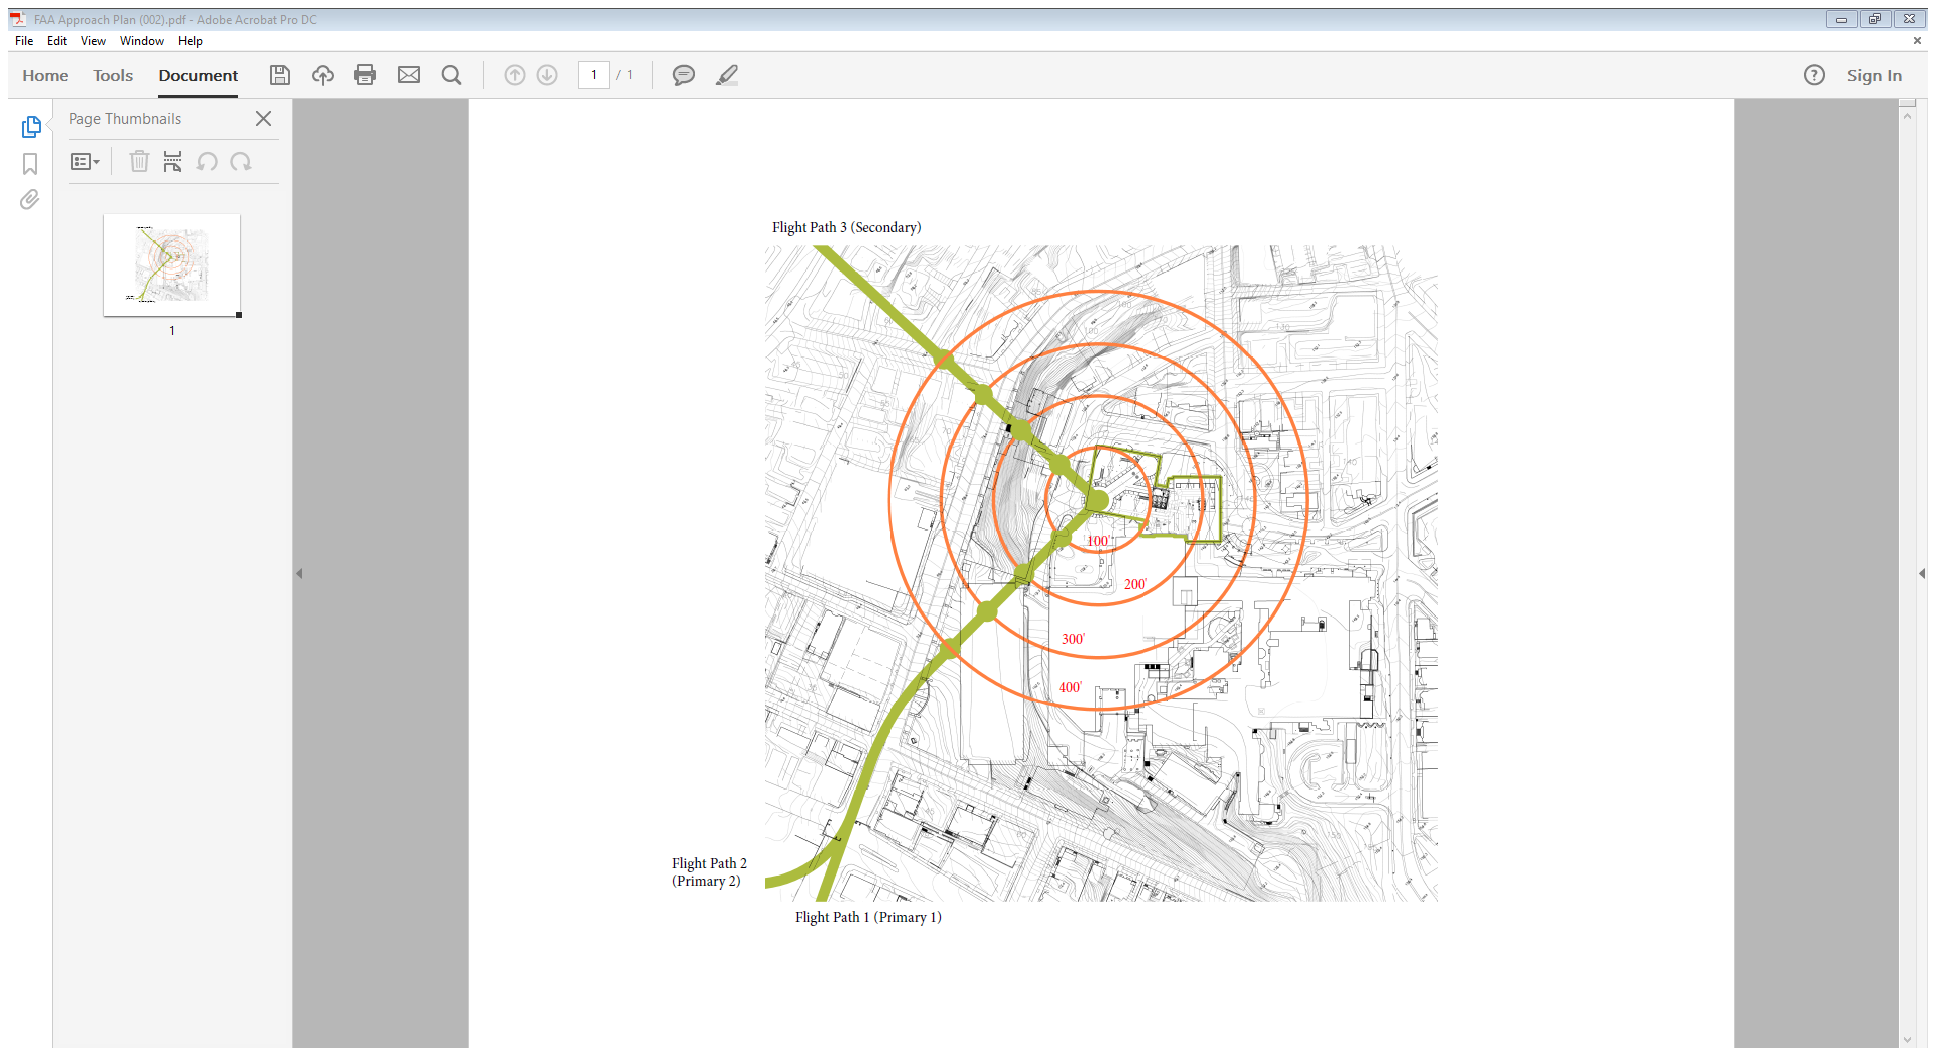 FAA Approach Plan (002).pdf - Adobe Acrobat Pro DC
File Edit View Window Help
Home Tools Document 1 / 1 Sign In
Page Thumbnails
1
Flight Path 3 (Secondary)
100'
200'
300'
400'
Flight Path 2
(Primary 2)
Flight Path 1 (Primary 1)